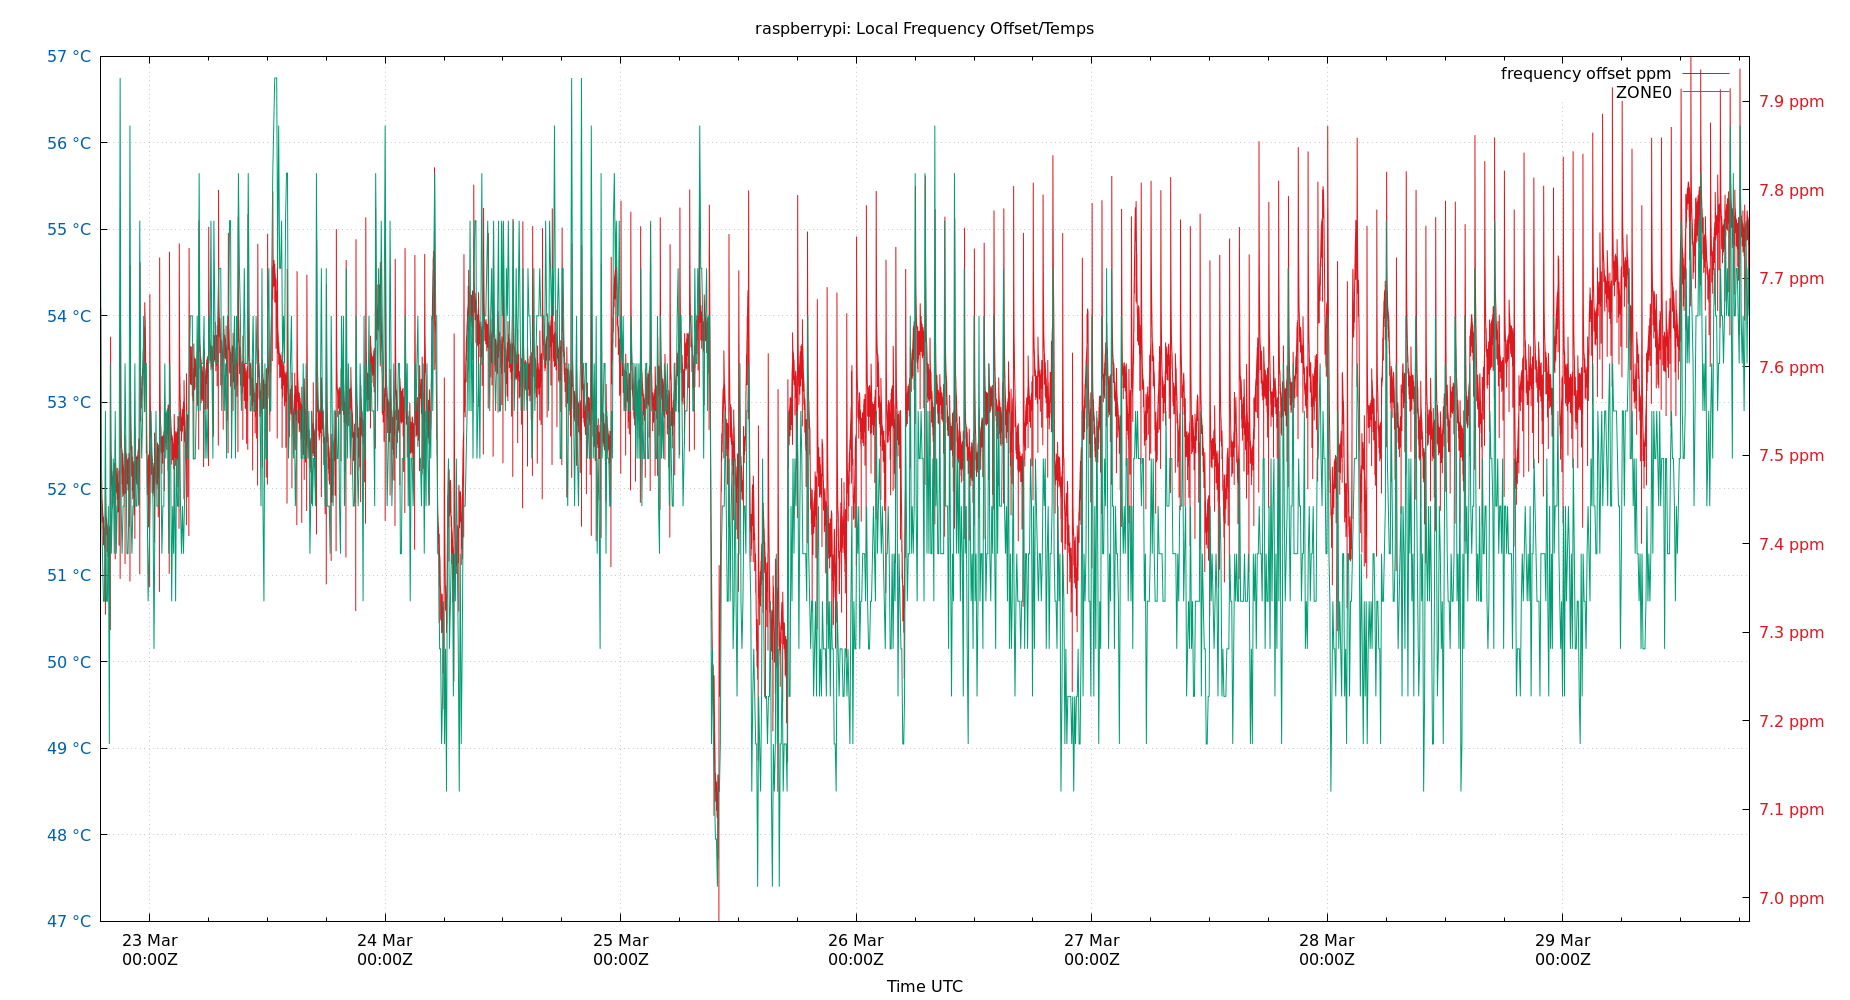 raspberrypi: Local Frequency Offset/Temps
frequency offset ppm
ZONE0
57 °C
56 °C
55 °C
54 °C
53 °C
52 °C
51 °C
50 °C
49 °C
48 °C
47 °C
7.9 ppm
7.8 ppm
7.7 ppm
7.6 ppm
7.5 ppm
7.4 ppm
7.3 ppm
7.2 ppm
7.1 ppm
7.0 ppm
23 Mar
00:00Z
24 Mar
00:00Z
25 Mar
00:00Z
26 Mar
00:00Z
27 Mar
00:00Z
28 Mar
00:00Z
29 Mar
00:00Z
Time UTC